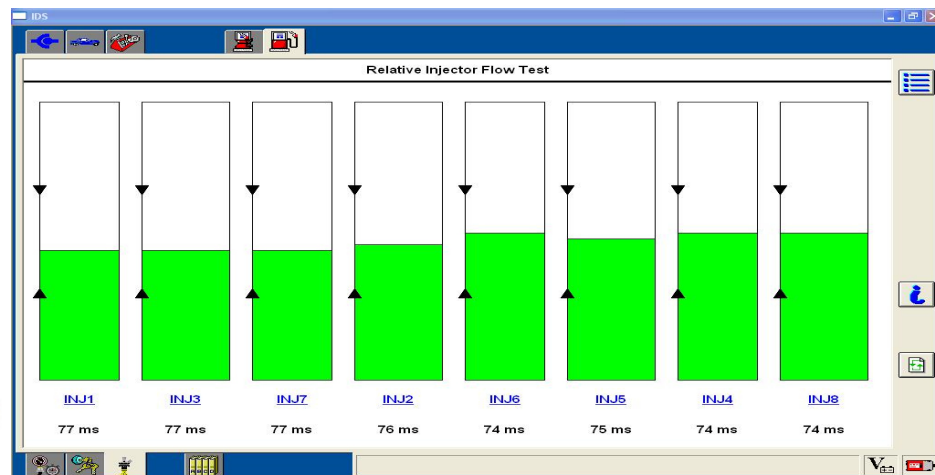 IDS
Relative Injector Flow Test
INJ1 INJ3 INJ7 INJ2 INJ6 INJ5 INJ4 INJ8
77 ms 77 ms 77 ms 76 ms 74 ms 75 ms 74 ms 74 ms
V